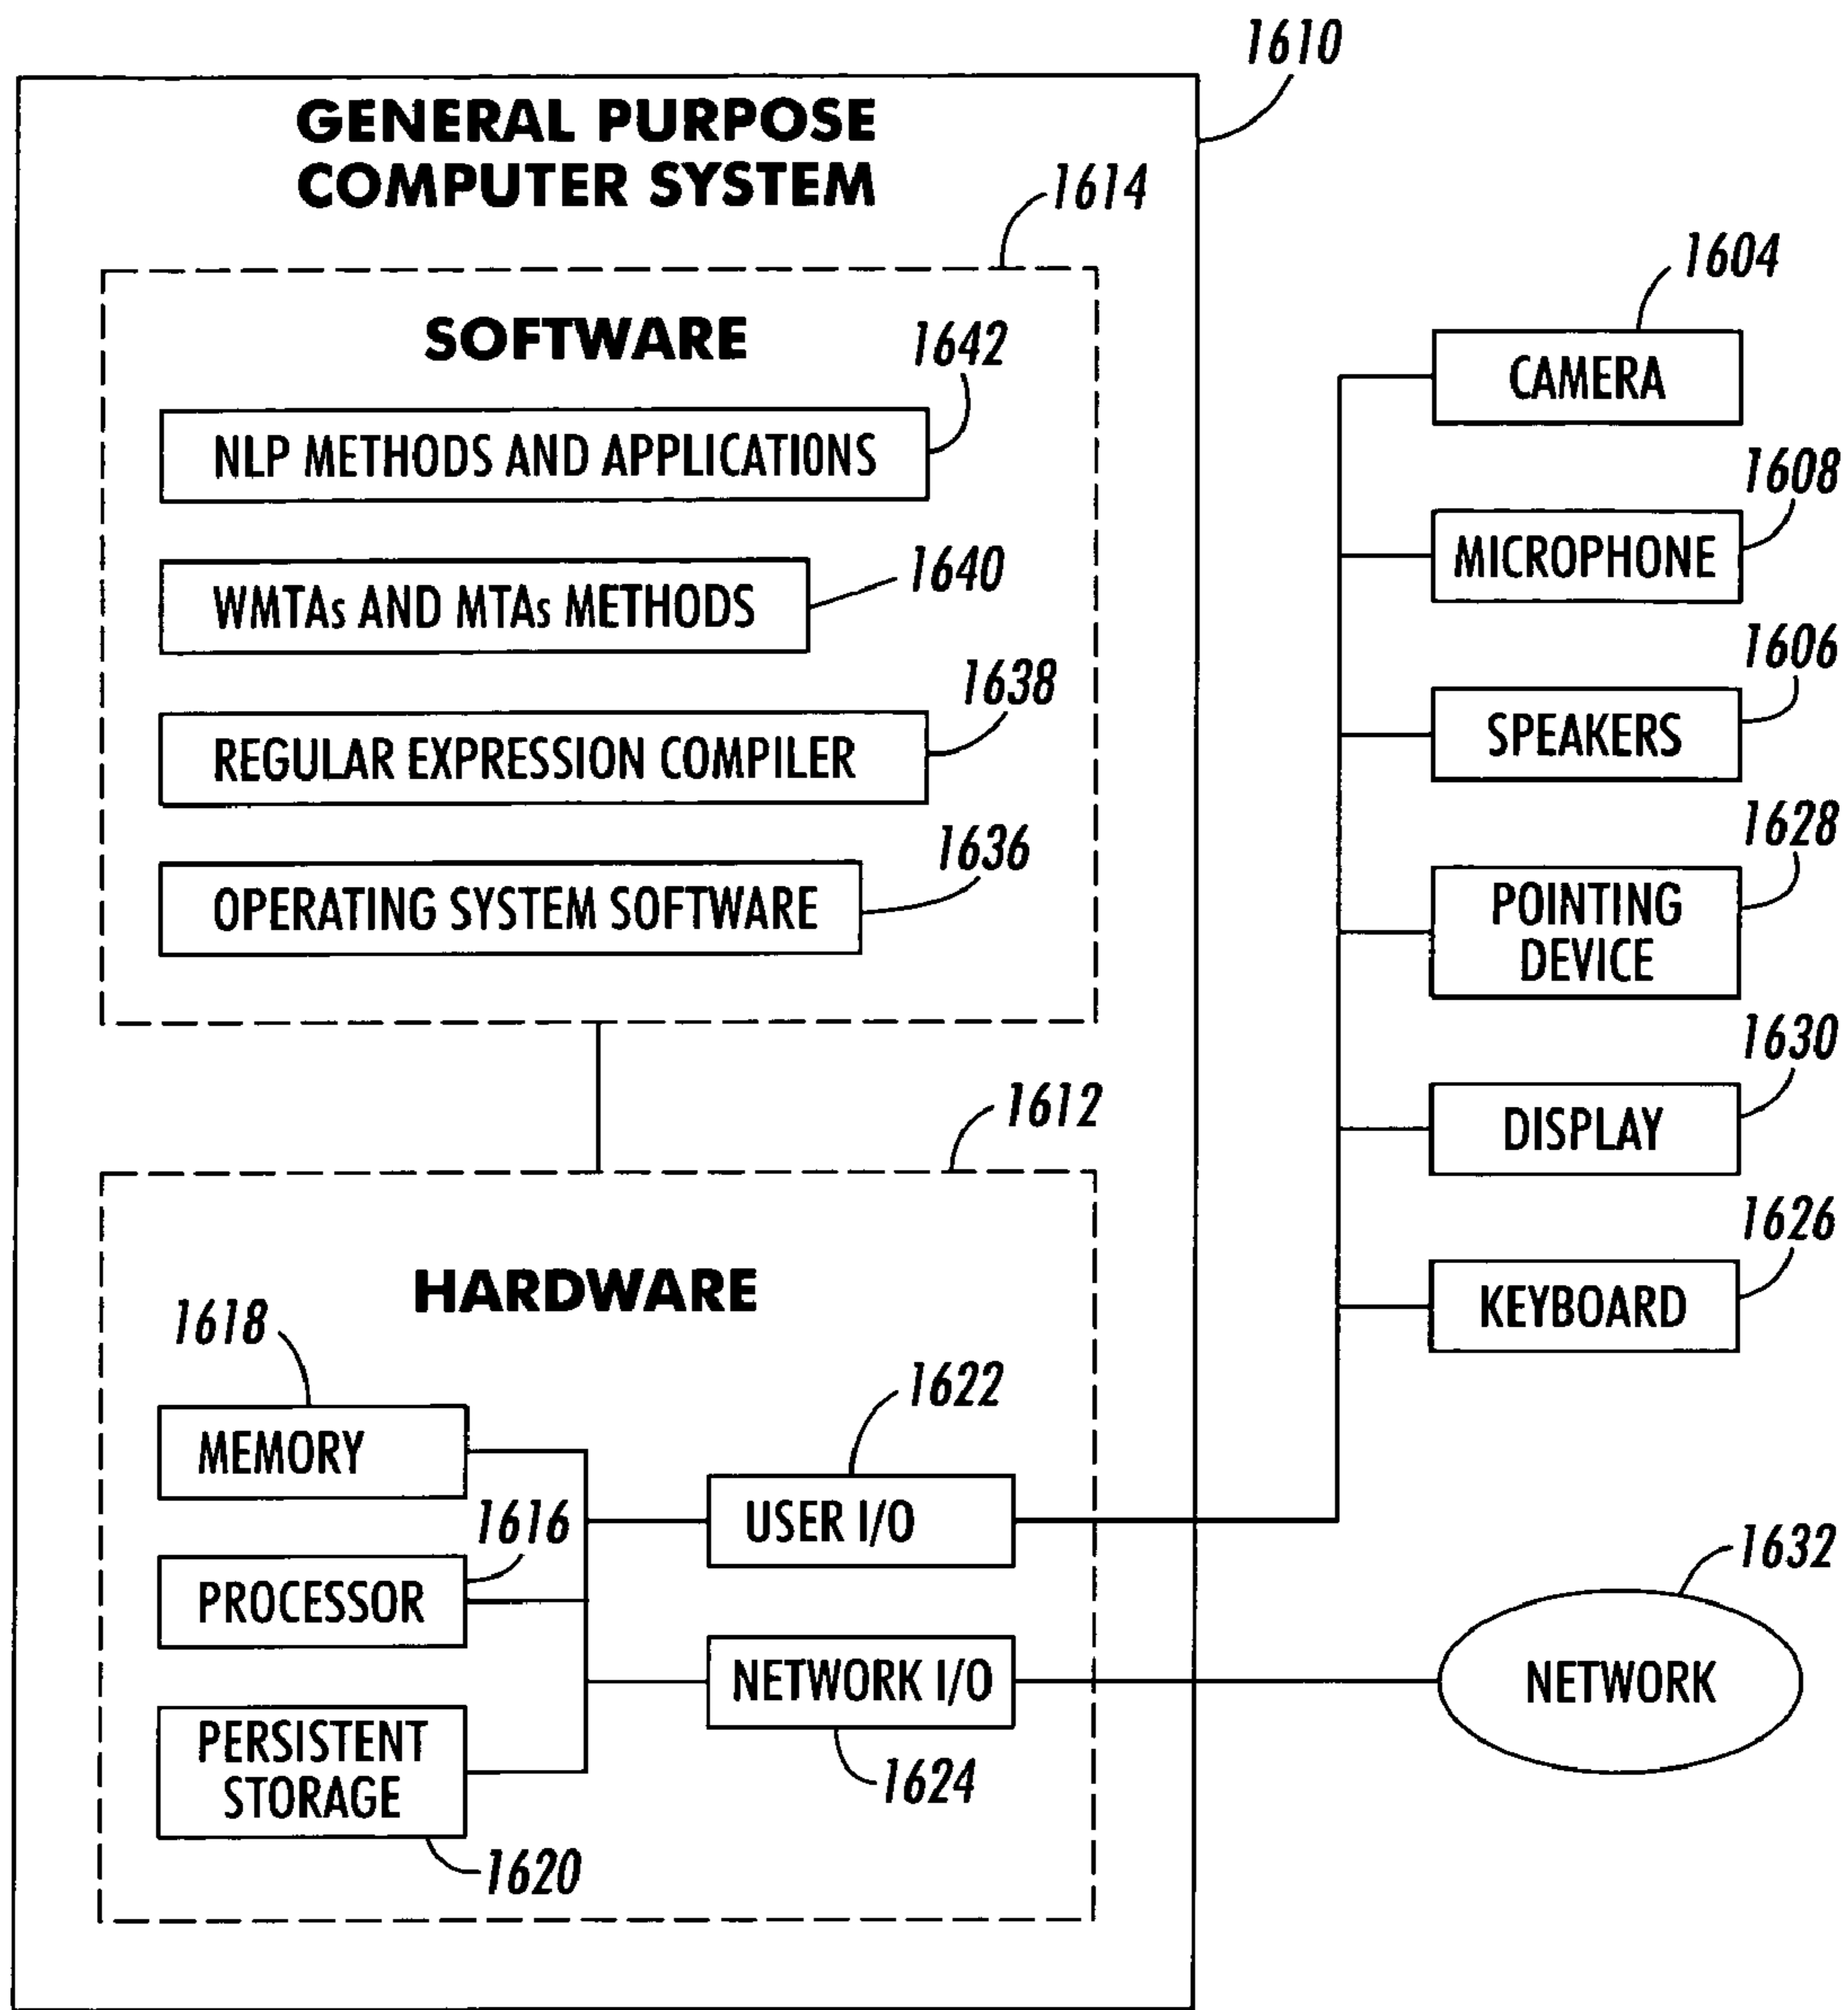 1610
GENERAL PURPOSE
COMPUTER SYSTEM
1614
SOFTWARE
1642
NLP METHODS AND APPLICATIONS
1640
WMTAs AND MTAs METHODS
1638
REGULAR EXPRESSION COMPILER
1636
OPERATING SYSTEM SOFTWARE
1612
HARDWARE
1618
MEMORY
1616
PROCESSOR
PERSISTENT
STORAGE
1620
1622
USER I/O
NETWORK I/O
1624
1604
CAMERA
1608
MICROPHONE
1606
SPEAKERS
1628
POINTING
DEVICE
1630
DISPLAY
1626
KEYBOARD
1632
NETWORK